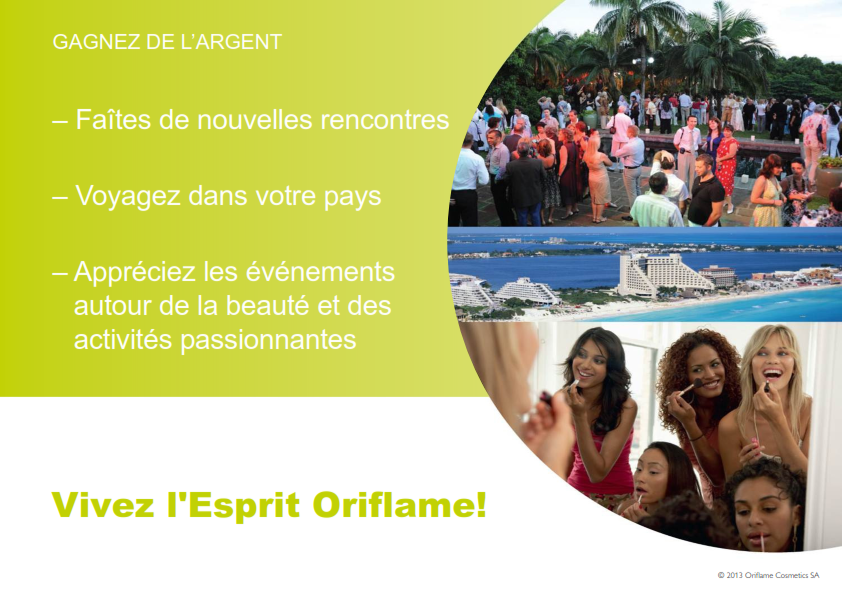 GAGNEZ DE L’ARGENT
– Faîtes de nouvelles rencontres
– Voyagez dans votre pays
– Appréciez les événements
autour de la beauté et des
activités passionnantes
Vivez l'Esprit Oriflame!
© 2013 Oriflame Cosmetics SA